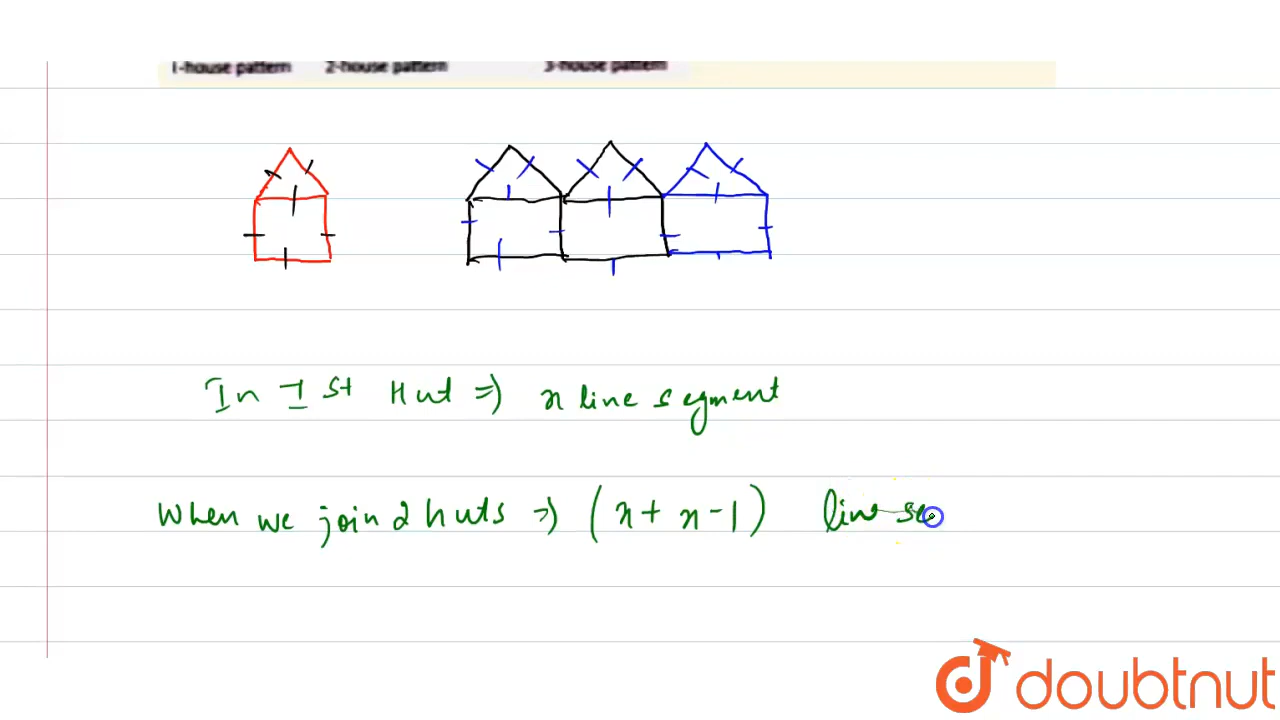 1-house pattern 2-house pattern 3-house pattern
In 1st Hut ⇒ x line segment
When we join 2 huts ⇒ (x + x - 1) line se
doubtnut